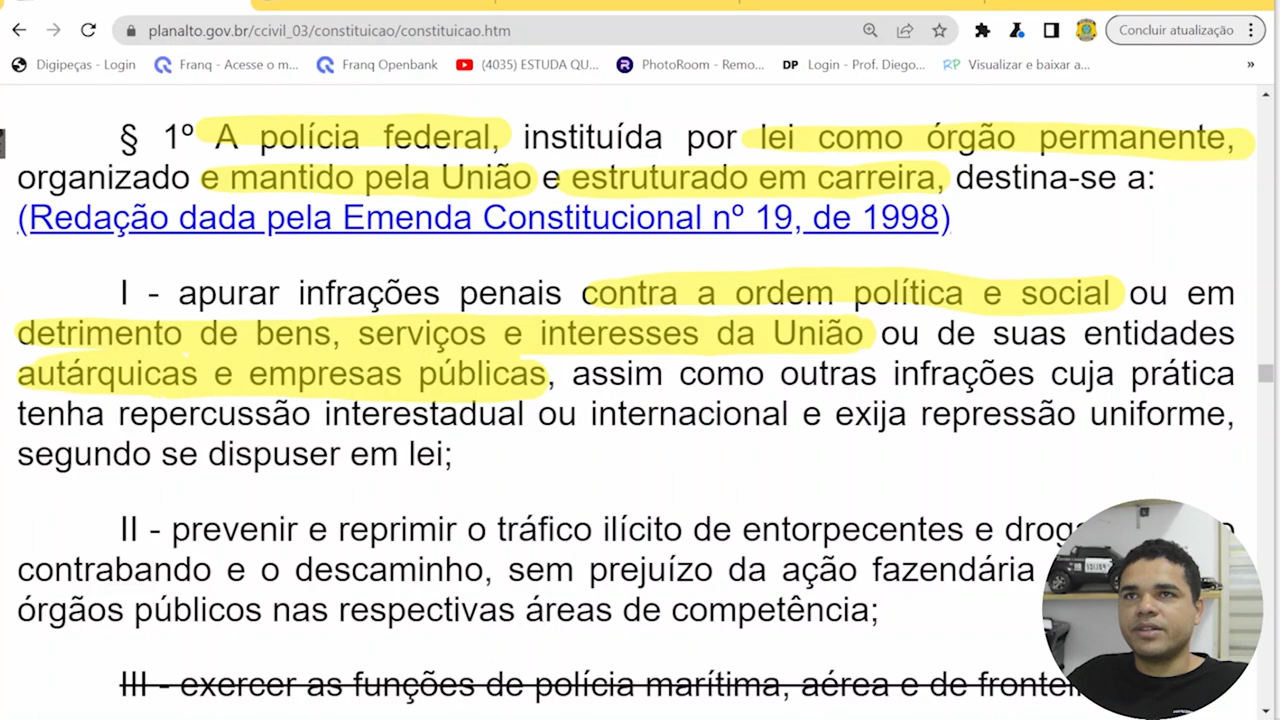 planalto.gov.br/ccivil_03/constituicao/constituicao.htm
Concluir atualização
Digipeças - Login
Franq - Acesse o m...
Franq Openbank
(4035) ESTUDA QU...
PhotoRoom - Remo...
DP Login - Prof. Diego...
RP Visualizar e baixar a...
»
§ 1º A polícia federal, instituída por lei como órgão permanente,
organizado e mantido pela União e estruturado em carreira, destina-se a:
(Redação dada pela Emenda Constitucional nº 19, de 1998)
I - apurar infrações penais contra a ordem política e social ou em
detrimento de bens, serviços e interesses da União ou de suas entidades
autárquicas e empresas públicas, assim como outras infrações cuja prática
tenha repercussão interestadual ou internacional e exija repressão uniforme,
segundo se dispuser em lei;
II - prevenir e reprimir o tráfico ilícito de entorpecentes e
contrabando e o descaminho, sem prejuízo da ação fazendária
órgãos públicos nas respectivas áreas de competência;
III - exercer as funções de polícia marítima, aérea e de